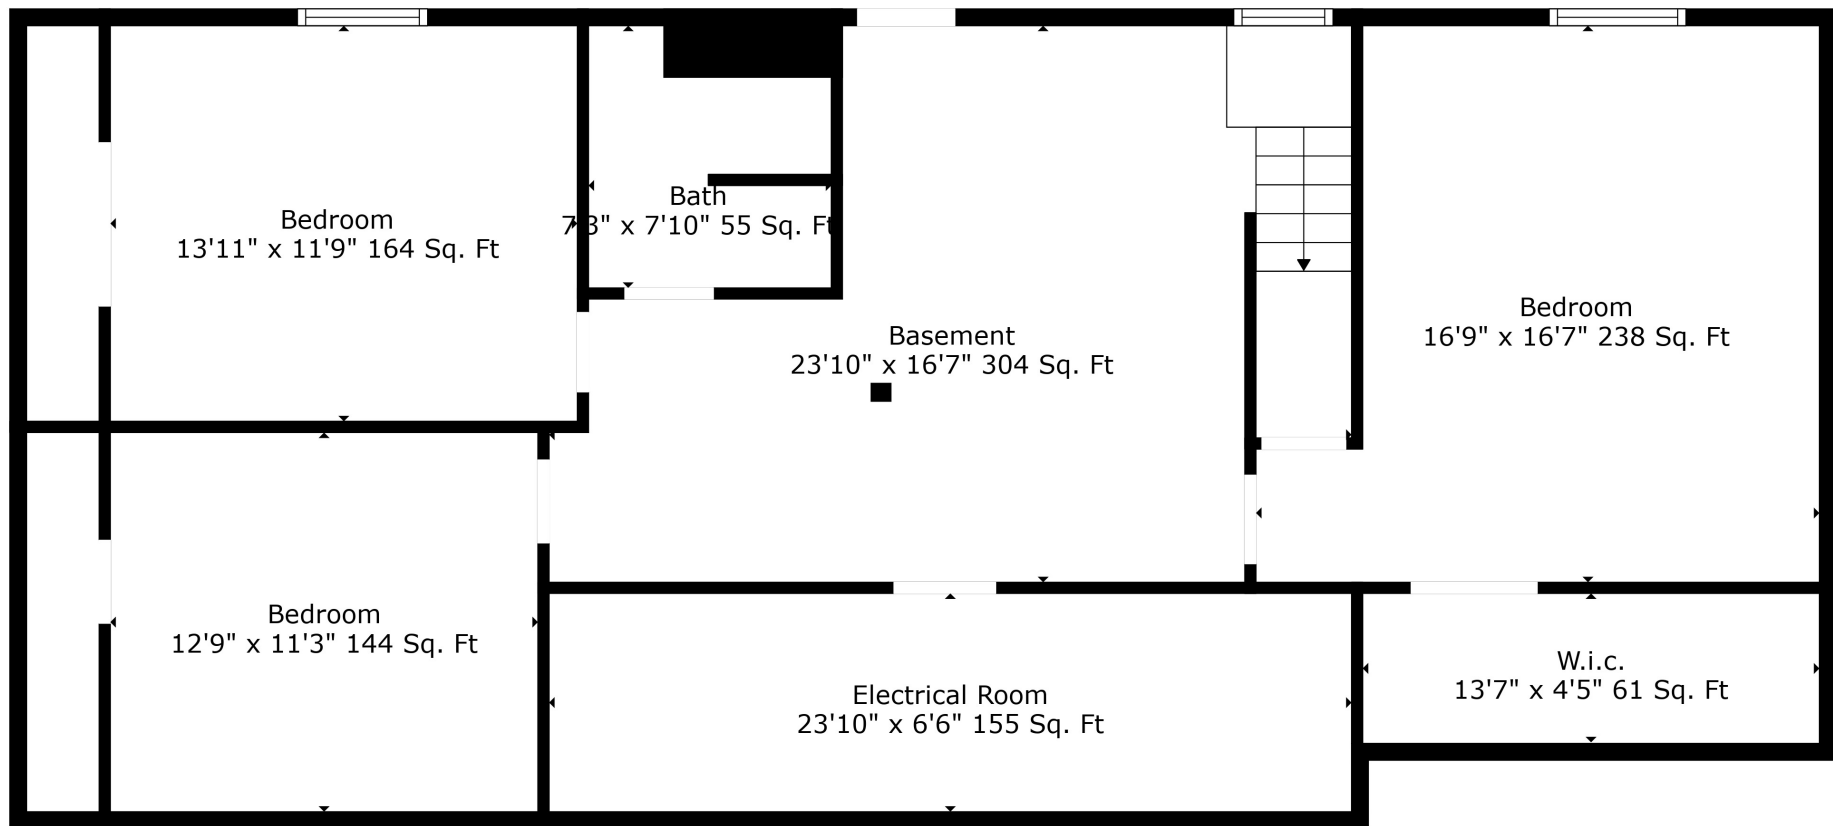 Bedroom
13'11" x 11'9" 164 Sq. Ft
Bath
7'3" x 7'10" 55 Sq. Ft
Basement
23'10" x 16'7" 304 Sq. Ft
Bedroom
16'9" x 16'7" 238 Sq. Ft
Bedroom
12'9" x 11'3" 144 Sq. Ft
Electrical Room
23'10" x 6'6" 155 Sq. Ft
W.i.c.
13'7" x 4'5" 61 Sq. Ft